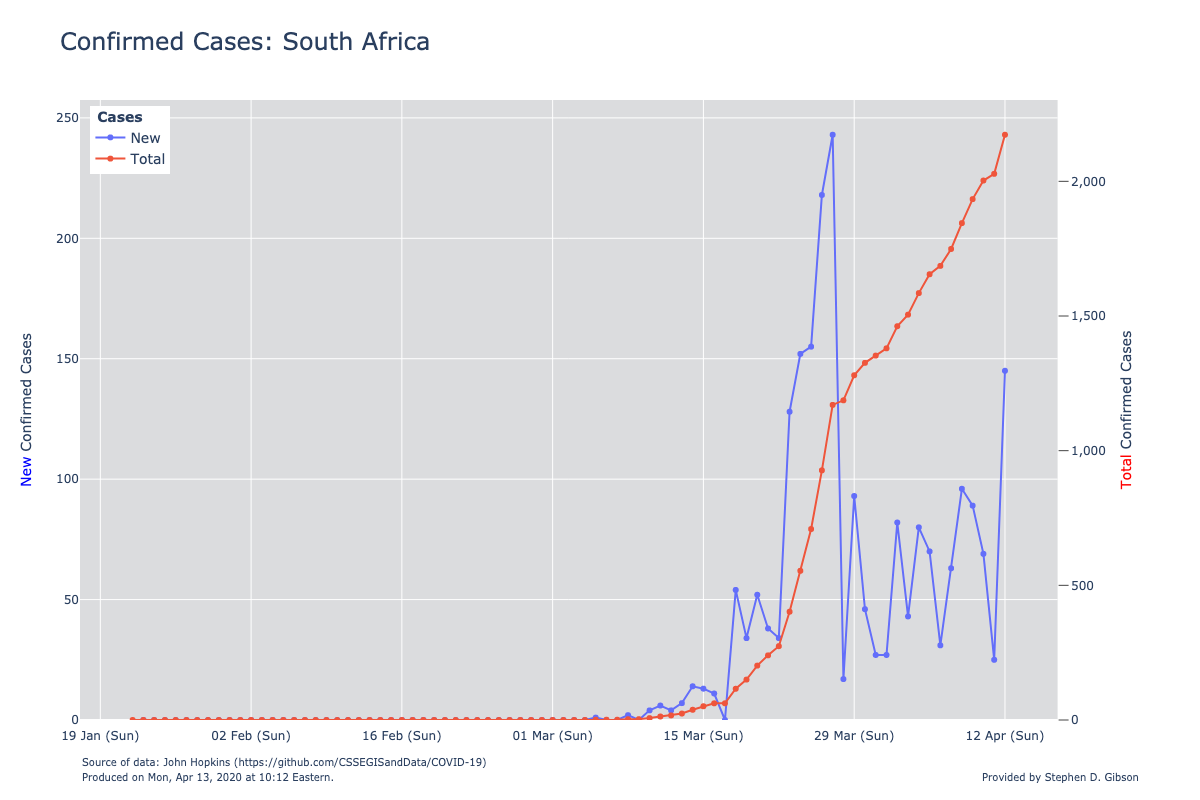 Confirmed Cases: South Africa
Cases
New
Total
250
200
150
100
50
0
2,000
1,500
1,000
500
0
New Confirmed Cases
Total Confirmed Cases
19 Jan (Sun) 02 Feb (Sun) 16 Feb (Sun) 01 Mar (Sun) 15 Mar (Sun) 29 Mar (Sun) 12 Apr (Sun)
Source of data: John Hopkins (https://github.com/CSSEGISandData/COVID-19)
Produced on Mon, Apr 13, 2020 at 10:12 Eastern.
Provided by Stephen D. Gibson